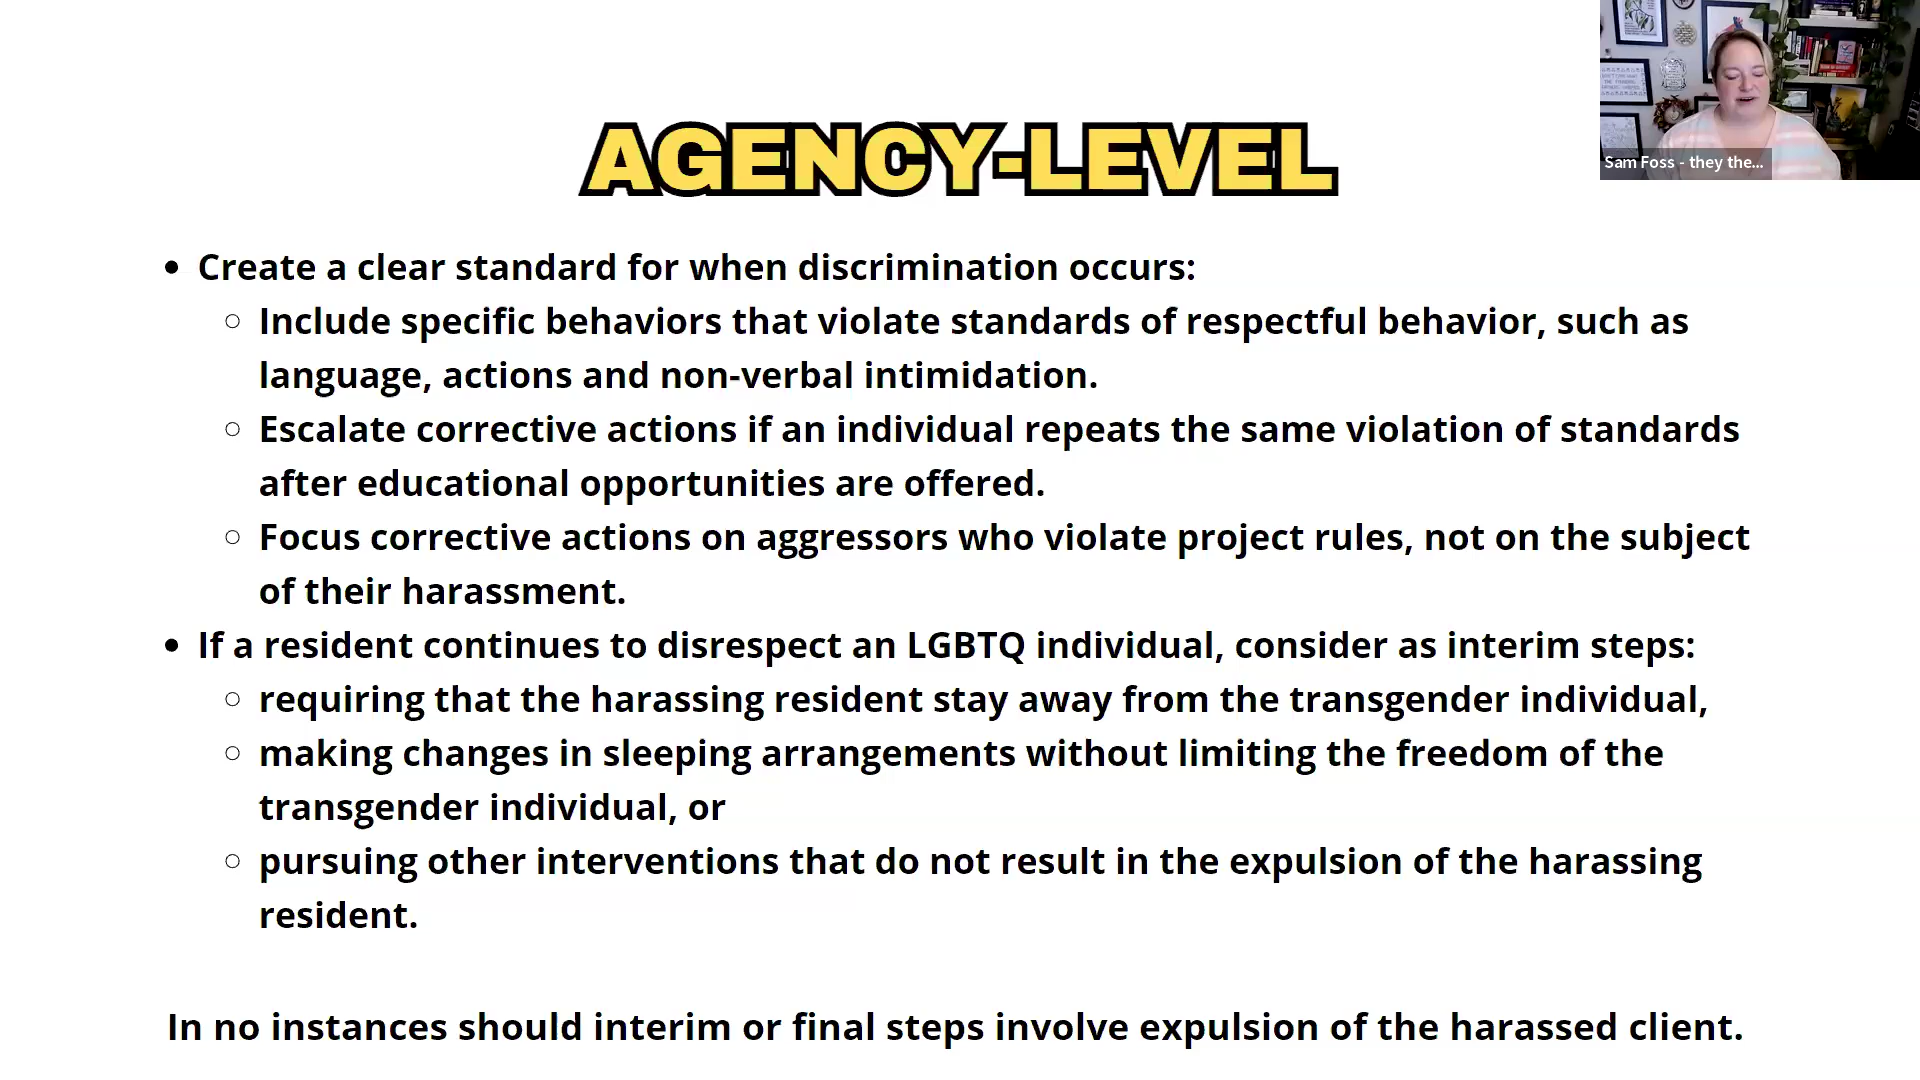 AGENCY-LEVEL
Sam Foss - they the...
• Create a clear standard for when discrimination occurs:
○ Include specific behaviors that violate standards of respectful behavior, such as
language, actions and non-verbal intimidation.
○ Escalate corrective actions if an individual repeats the same violation of standards
after educational opportunities are offered.
○ Focus corrective actions on aggressors who violate project rules, not on the subject
of their harassment.
• If a resident continues to disrespect an LGBTQ individual, consider as interim steps:
○ requiring that the harassing resident stay away from the transgender individual,
○ making changes in sleeping arrangements without limiting the freedom of the
transgender individual, or
○ pursuing other interventions that do not result in the expulsion of the harassing
resident.
In no instances should interim or final steps involve expulsion of the harassed client.